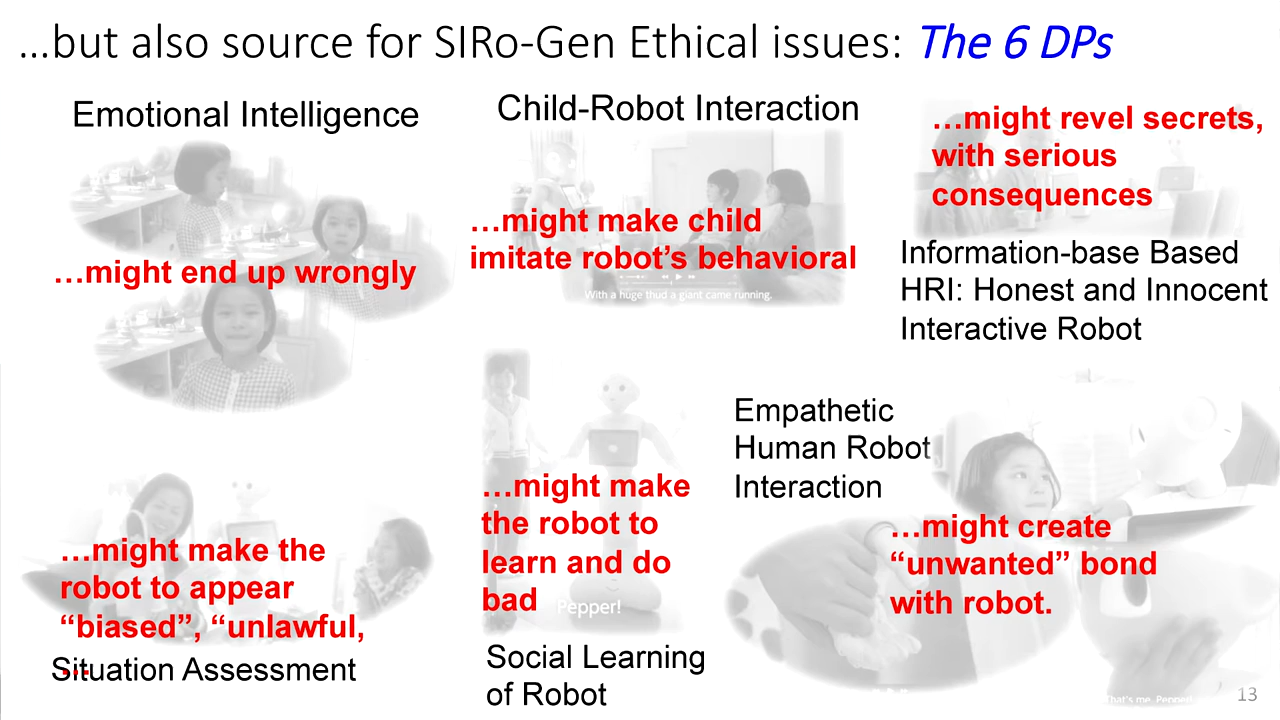 …but also source for SIRo-Gen Ethical issues: The 6 DPs
Emotional Intelligence
…might end up wrongly
Child-Robot Interaction
…might make child
imitate robot’s behavioral
With a huge thud a giant came running.
…might revel secrets,
with serious
consequences
Information-base Based
HRI: Honest and Innocent
Interactive Robot
…might make the
robot to appear
“biased”, “unlawful,
…
Situation Assessment
…might make
the robot to
learn and do
bad
Pepper!
Social Learning
of Robot
Empathetic
Human Robot
Interaction
…might create
“unwanted” bond
with robot.
That's me, Pepper!
13